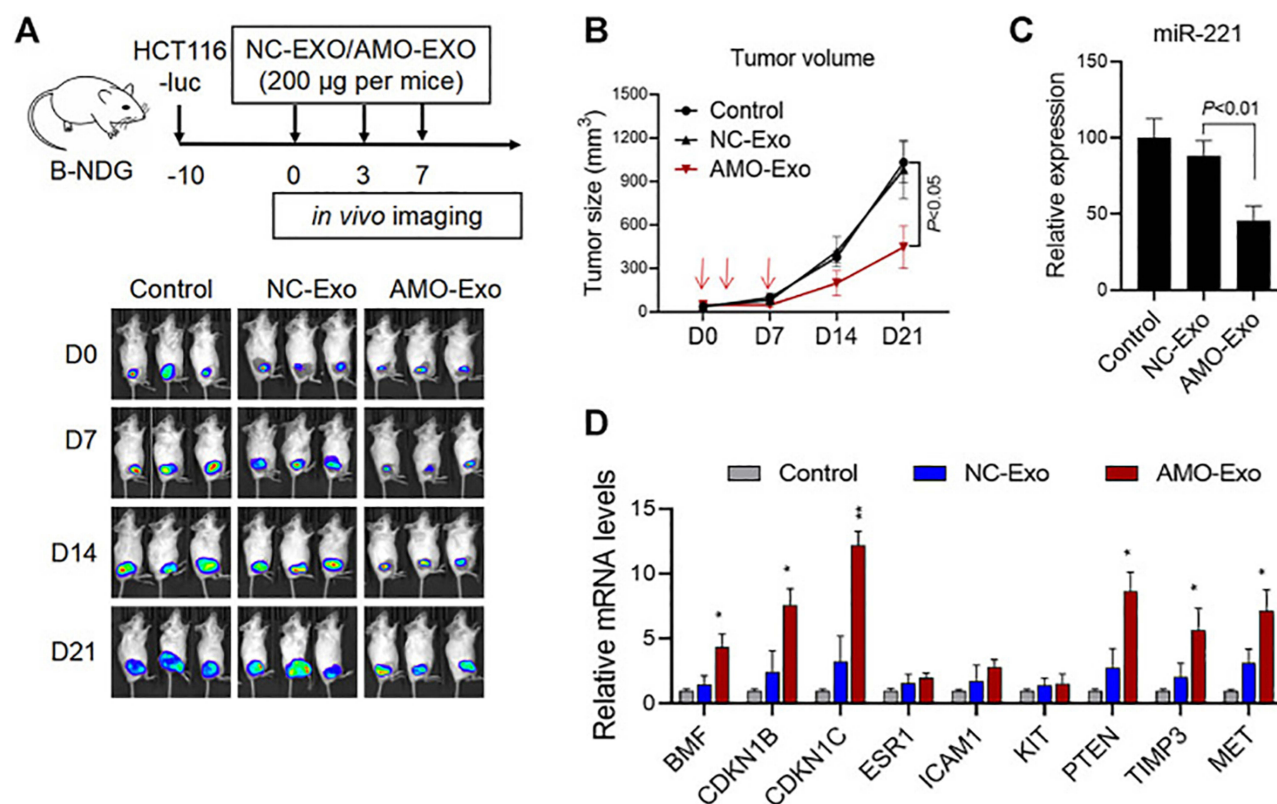 A
HCT116
-luc
NC-EXO/AMO-EXO
(200 µg per mice)
B-NDG
-10
0
3
7
in vivo imaging
Control
NC-Exo
AMO-Exo
D0
D7
D14
D21
B
Tumor volume
Tumor size (mm³)
1500
1200
900
600
300
0
Control
NC-Exo
AMO-Exo
P<0.05
D0
D7
D14
D21
C
miR-221
Relative expression
150
100
50
0
P<0.01
Control
NC-Exo
AMO-Exo
D
Control
NC-Exo
AMO-Exo
Relative mRNA levels
15
10
5
0
*
*
**
*
*
*
BMF
CDKN1B
CDKN1C
ESR1
ICAM1
KIT
PTEN
TIMP3
MET